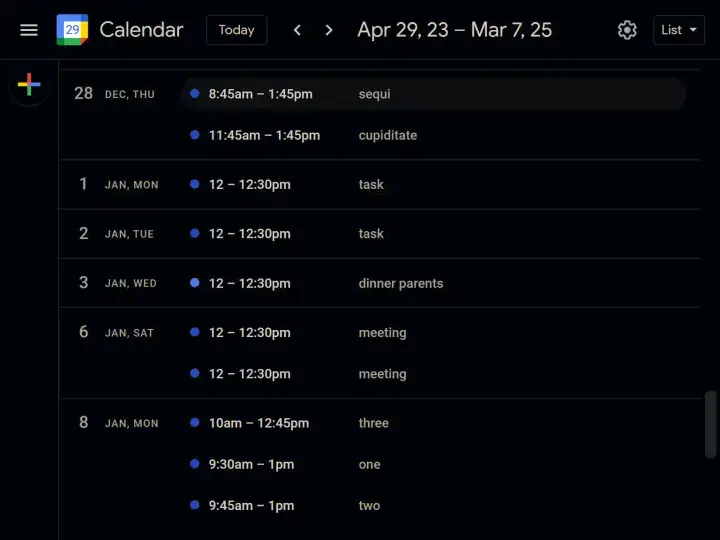 29 Calendar Today Apr 29, 23 – Mar 7, 25 List
28 DEC, THU 8:45am – 1:45pm sequi
11:45am – 1:45pm cupiditate
1 JAN, MON 12 – 12:30pm task
2 JAN, TUE 12 – 12:30pm task
3 JAN, WED 12 – 12:30pm dinner parents
6 JAN, SAT 12 – 12:30pm meeting
12 – 12:30pm meeting
8 JAN, MON 10am – 12:45pm three
9:30am – 1pm one
9:45am – 1pm two